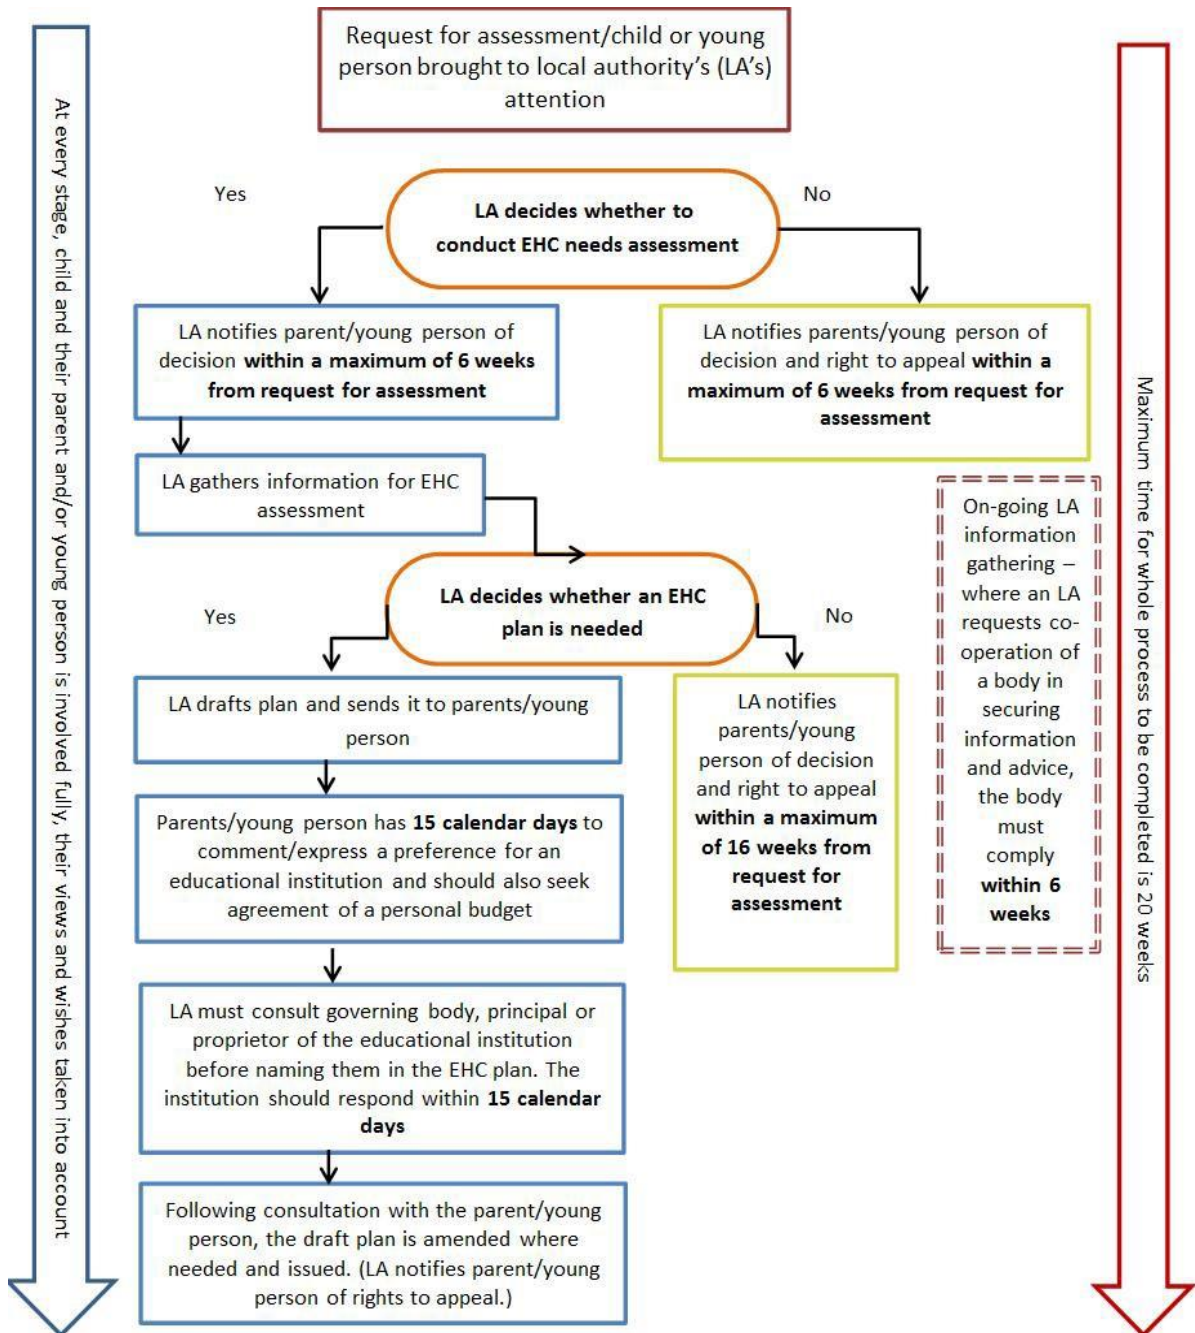 Request for assessment/child or young
person brought to local authority’s (LA’s)
attention
At every stage, child and their parent and/or young person is involved fully, their views and wishes taken into account
Maximum time for whole process to be completed is 20 weeks
Yes
LA decides whether to
conduct EHC needs assessment
No
LA notifies parent/young person of
decision within a maximum of 6 weeks
from request for assessment
LA notifies parents/young person of
decision and right to appeal within a
maximum of 6 weeks from request for
assessment
LA gathers information for EHC
assessment
On-going LA
information
gathering –
where an LA
requests co-
operation of
a body in
securing
information
and advice,
the body
must
comply
within 6
weeks
Yes
LA decides whether an EHC
plan is needed
No
LA drafts plan and sends it to parents/young
person
LA notifies
parents/young
person of decision
and right to appeal
within a maximum
of 16 weeks from
request for
assessment
Parents/young person has 15 calendar days to
comment/express a preference for an
educational institution and should also seek
agreement of a personal budget
LA must consult governing body, principal or
proprietor of the educational institution
before naming them in the EHC plan. The
institution should respond within 15 calendar
days
Following consultation with the parent/young
person, the draft plan is amended where
needed and issued. (LA notifies parent/young
person of rights to appeal.)